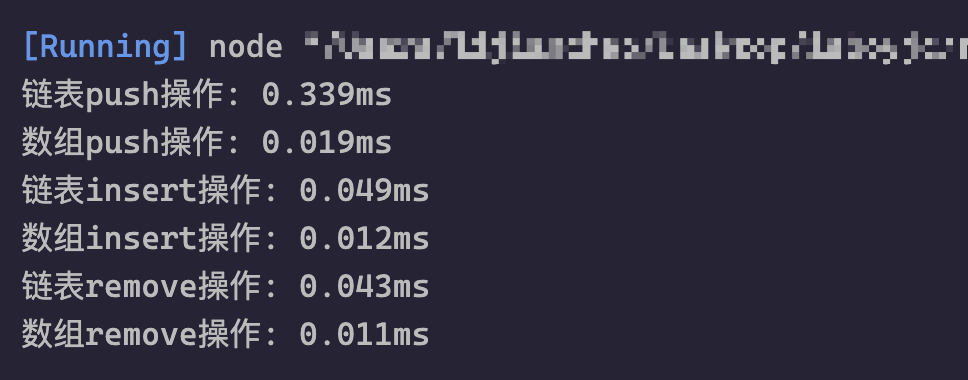 [Running] node
链表push操作: 0.339ms
数组push操作: 0.019ms
链表insert操作: 0.049ms
数组insert操作: 0.012ms
链表remove操作: 0.043ms
数组remove操作: 0.011ms